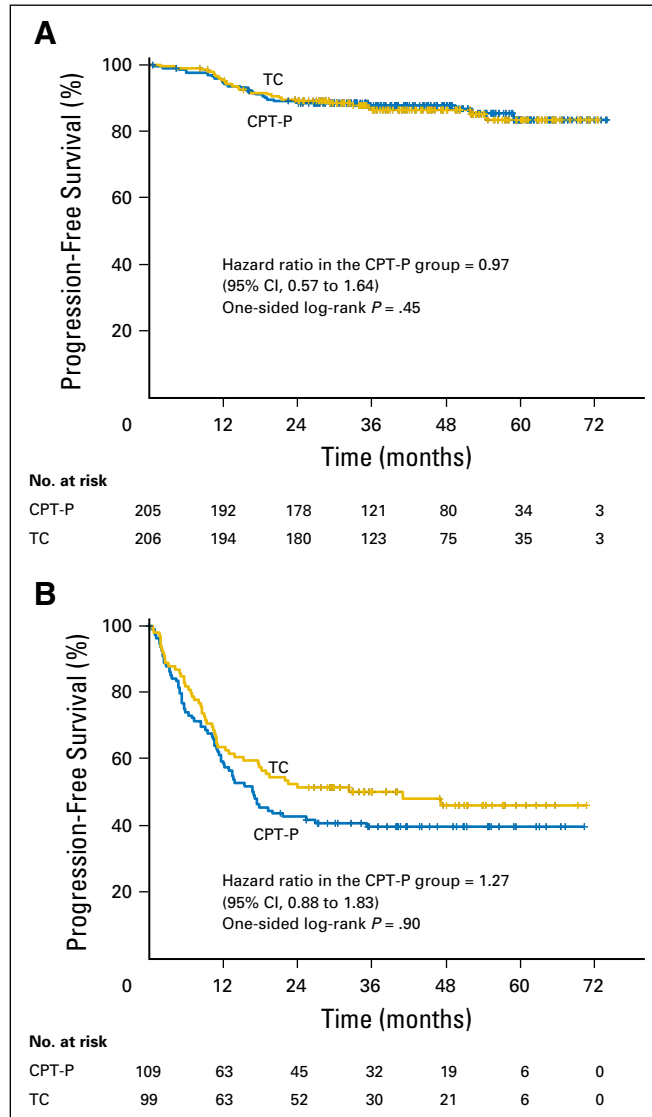 A
Progression-Free Survival (%)
100
80
60
40
20
TC
CPT-P
Hazard ratio in the CPT-P group = 0.97
(95% CI, 0.57 to 1.64)
One-sided log-rank P = .45
0 12 24 36 48 60 72
Time (months)
No. at risk
CPT-P 205 192 178 121 80 34 3
TC 206 194 180 123 75 35 3
B
Progression-Free Survival (%)
100
80
60
40
20
TC
CPT-P
Hazard ratio in the CPT-P group = 1.27
(95% CI, 0.88 to 1.83)
One-sided log-rank P = .90
0 12 24 36 48 60 72
Time (months)
No. at risk
CPT-P 109 63 45 32 19 6 0
TC 99 63 52 30 21 6 0